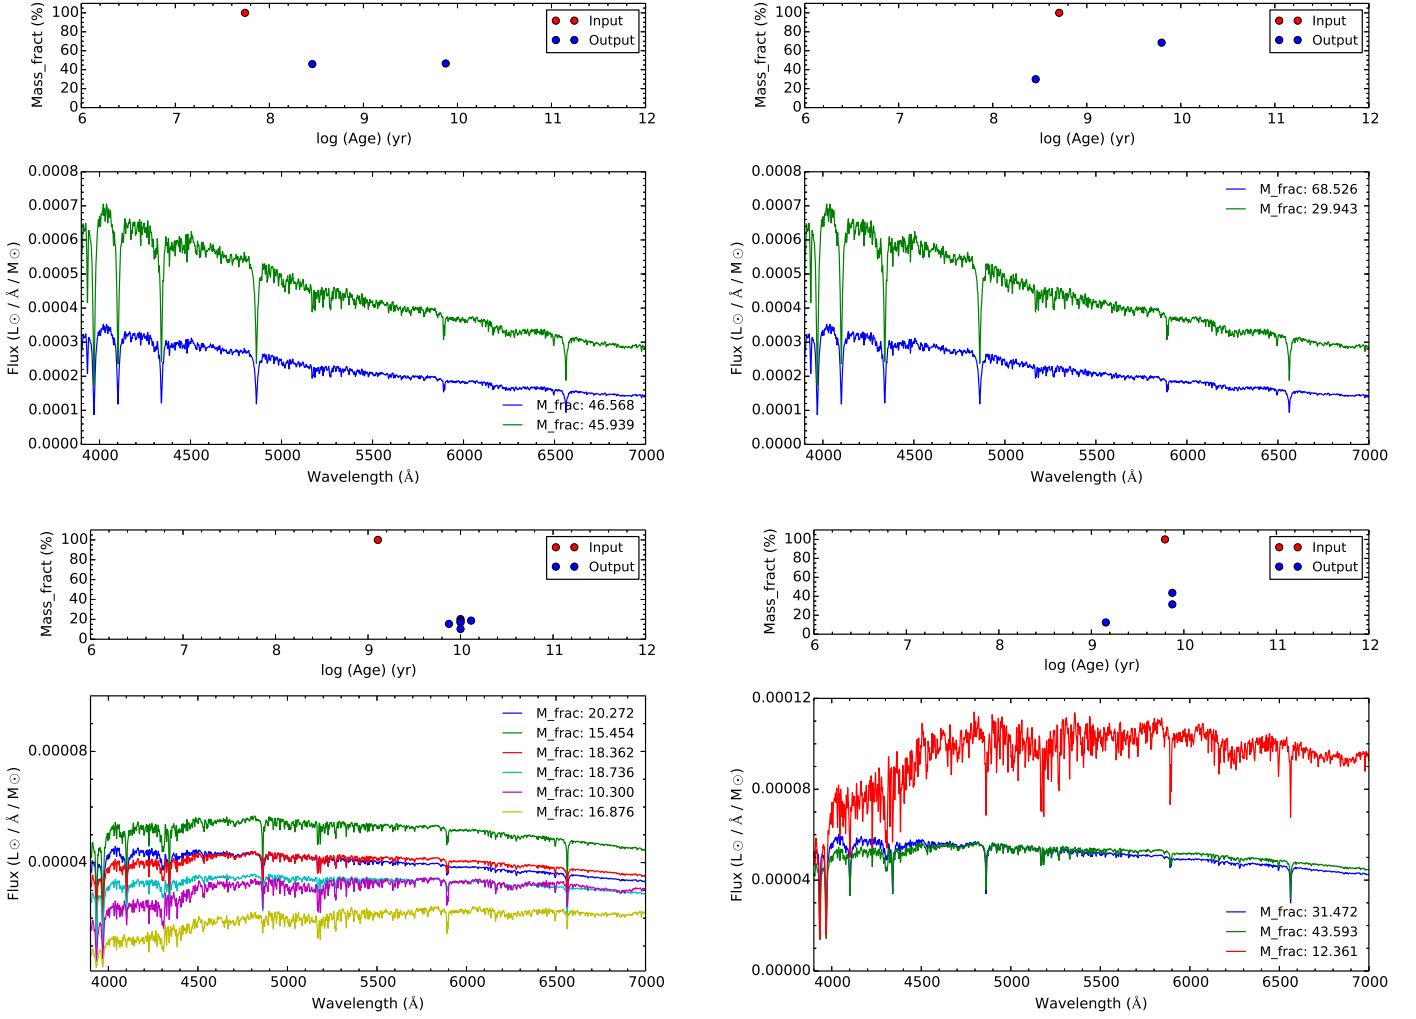 Mass_fract (%)
100
80
60
40
20
0
Input
Output
6 7 8 9 10 11 12
log (Age) (yr)
Flux (L☉ / Å / M☉)
0.0008
0.0007
0.0006
0.0005
0.0004
0.0003
0.0002
0.0001
0.0000
M_frac: 46.568
M_frac: 45.939
4000 4500 5000 5500 6000 6500 7000
Wavelength (Å)
Mass_fract (%)
100
80
60
40
20
0
Input
Output
6 7 8 9 10 11 12
log (Age) (yr)
Flux (L☉ / Å / M☉)
0.0008
0.0007
0.0006
0.0005
0.0004
0.0003
0.0002
0.0001
0.0000
M_frac: 68.526
M_frac: 29.943
4000 4500 5000 5500 6000 6500 7000
Wavelength (Å)
Mass_fract (%)
100
80
60
40
20
0
Input
Output
6 7 8 9 10 11 12
log (Age) (yr)
Flux (L☉ / Å / M☉)
0.00008
0.00004
M_frac: 20.272
M_frac: 15.454
M_frac: 18.362
M_frac: 18.736
M_frac: 10.300
M_frac: 16.876
4000 4500 5000 5500 6000 6500 7000
Wavelength (Å)
Mass_fract (%)
100
80
60
40
20
0
Input
Output
6 7 8 9 10 11 12
log (Age) (yr)
Flux (L☉ / Å / M☉)
0.00012
0.00008
0.00004
0.00000
M_frac: 31.472
M_frac: 43.593
M_frac: 12.361
4000 4500 5000 5500 6000 6500 7000
Wavelength (Å)